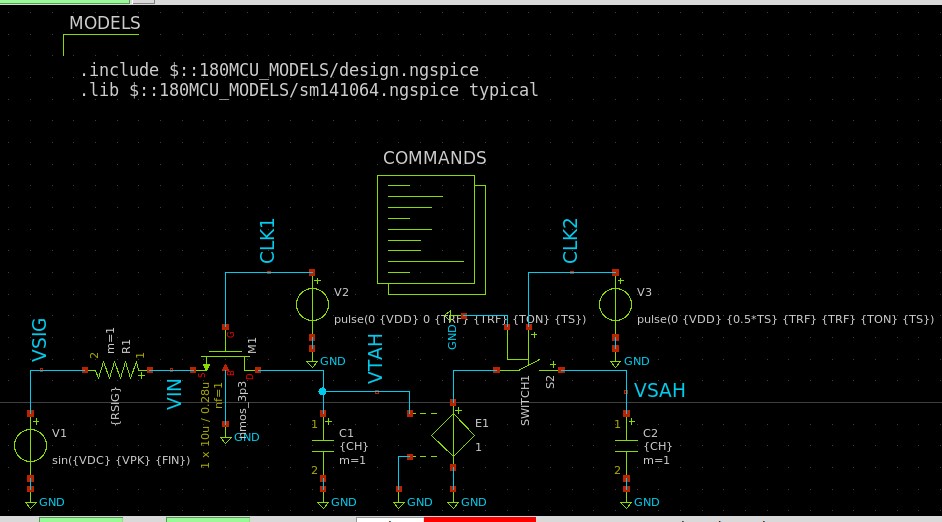 MODELS
.include $::180MCU_MODELS/design.ngspice
.lib $::180MCU_MODELS/sm141064.ngspice typical
COMMANDS
CLK1
CLK2
V2
pulse(0 {VDD} 0 {TRF} {TRF} {TON} {TS})
GND
V3
pulse(0 {VDD} {0.5*TS} {TRF} {TRF} {TON} {TS})
GND
GND
VSIG
2
m=1
R1
1
{RSIG}
VIN
G
S
B
D
M1
nmos_3p3
1 x 10u / 0.28u
nf=1
GND
VTAH
SWITCH1
S2
VSAH
V1
sin({VDC} {VPK} {FIN})
GND
1
C1
{CH}
m=1
2
GND
E1
1
GND
GND
1
C2
{CH}
m=1
2
GND